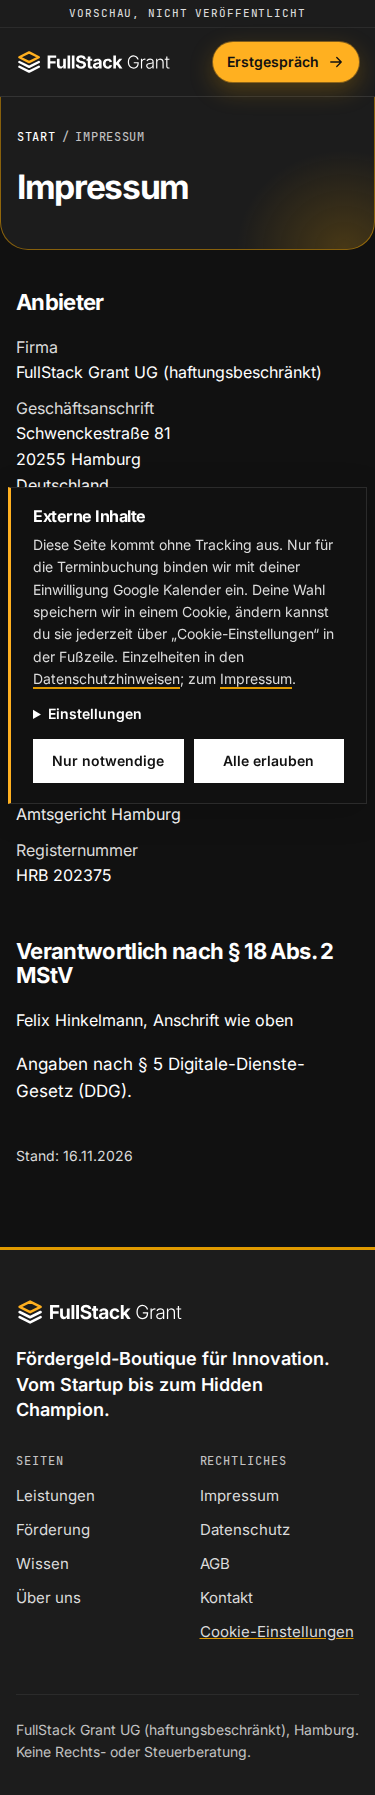 VORSCHAU, NICHT VERÖFFENTLICHT
FullStack Grant
Erstgespräch →
START / IMPRESSUM
Impressum
Anbieter
Firma
FullStack Grant UG (haftungsbeschränkt)
Geschäftsanschrift
Schwenckestraße 81
20255 Hamburg
Deutschland
Externe Inhalte
Diese Seite kommt ohne Tracking aus. Nur für
die Terminbuchung binden wir mit deiner
Einwilligung Google Kalender ein. Deine Wahl
speichern wir in einem Cookie, ändern kannst
du sie jederzeit über „Cookie-Einstellungen“ in
der Fußzeile. Einzelheiten in den
Datenschutzhinweisen; zum Impressum.
▶ Einstellungen
Nur notwendige
Alle erlauben
Amtsgericht Hamburg
Registernummer
HRB 202375
Verantwortlich nach § 18 Abs. 2
MStV
Felix Hinkelmann, Anschrift wie oben
Angaben nach § 5 Digitale-Dienste-
Gesetz (DDG).
Stand: 16.11.2026
FullStack Grant
Fördergeld-Boutique für Innovation.
Vom Startup bis zum Hidden
Champion.
SEITEN
Leistungen
Förderung
Wissen
Über uns
RECHTLICHES
Impressum
Datenschutz
AGB
Kontakt
Cookie-Einstellungen
FullStack Grant UG (haftungsbeschränkt), Hamburg.
Keine Rechts- oder Steuerberatung.